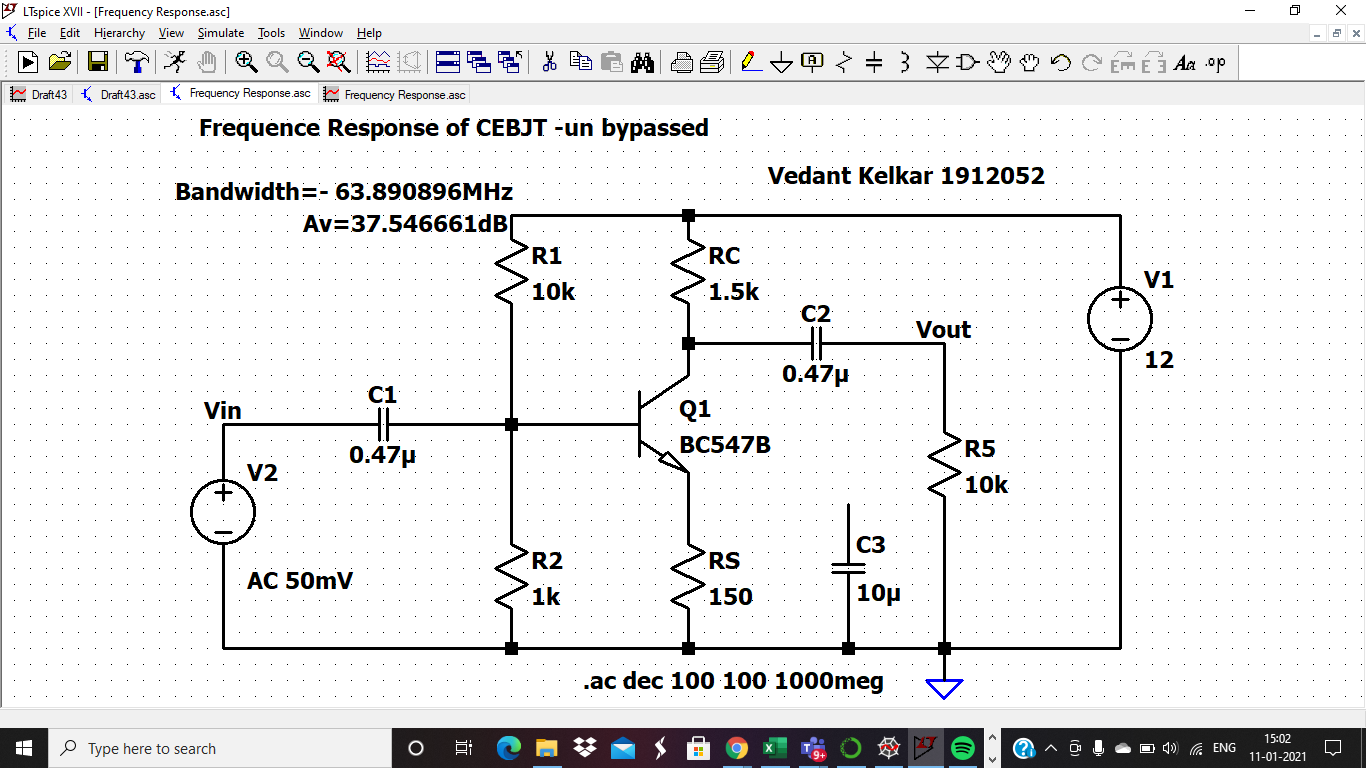 LTspice XVII - [Frequency Response.asc]
File Edit Hierarchy View Simulate Tools Window Help
Draft43 Draft43.asc Frequency Response.asc Frequency Response.asc
Frequence Response of CEBJT -un bypassed
Vedant Kelkar 1912052
Bandwidth=- 63.890896MHz
Av=37.546661dB
R1
10k
RC
1.5k
V1
12
C2
0.47µ
Vout
C1
0.47µ
Vin
Q1
BC547B
V2
AC 50mV
R5
10k
R2
1k
RS
150
C3
10µ
.ac dec 100 100 1000meg
Type here to search
9+
ENG
15:02
11-01-2021